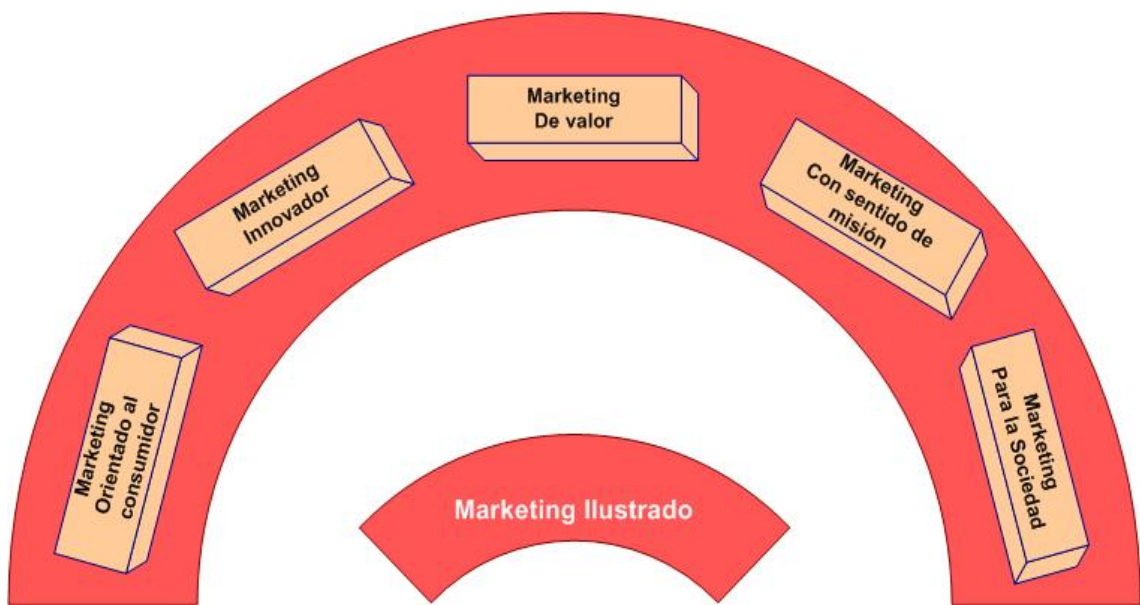 Marketing
Orientado al
consumidor
Marketing
Innovador
Marketing
De valor
Marketing
Con sentido de
misión
Marketing
Para la Sociedad
Marketing Ilustrado